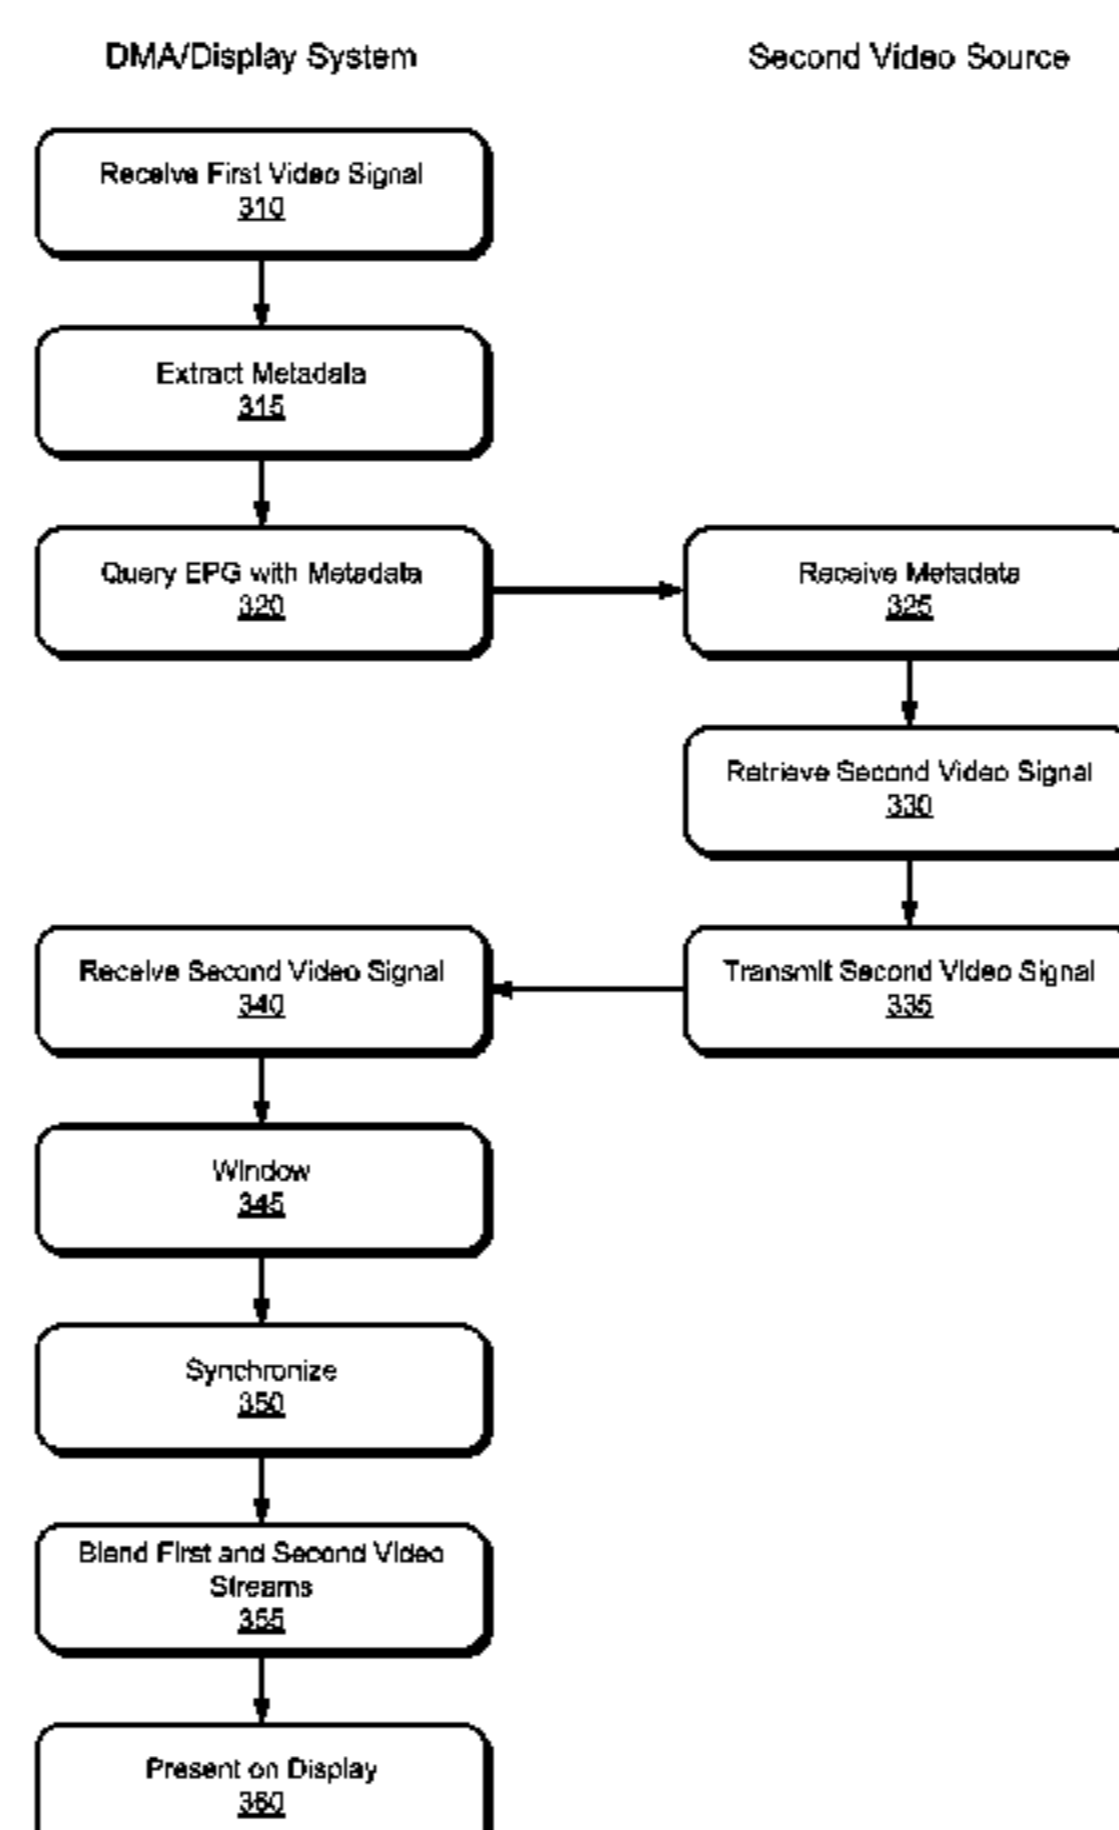 DMA/Display System
Second Video Source
Receive First Video Signal
310
Extract Metadata
315
Query EPG with Metadata
320
Receive Metadata
325
Retrieve Second Video Signal
330
Receive Second Video Signal
340
Transmit Second Video Signal
335
Window
345
Synchronize
350
Blend First and Second Video
Streams
355
Present on Display
360